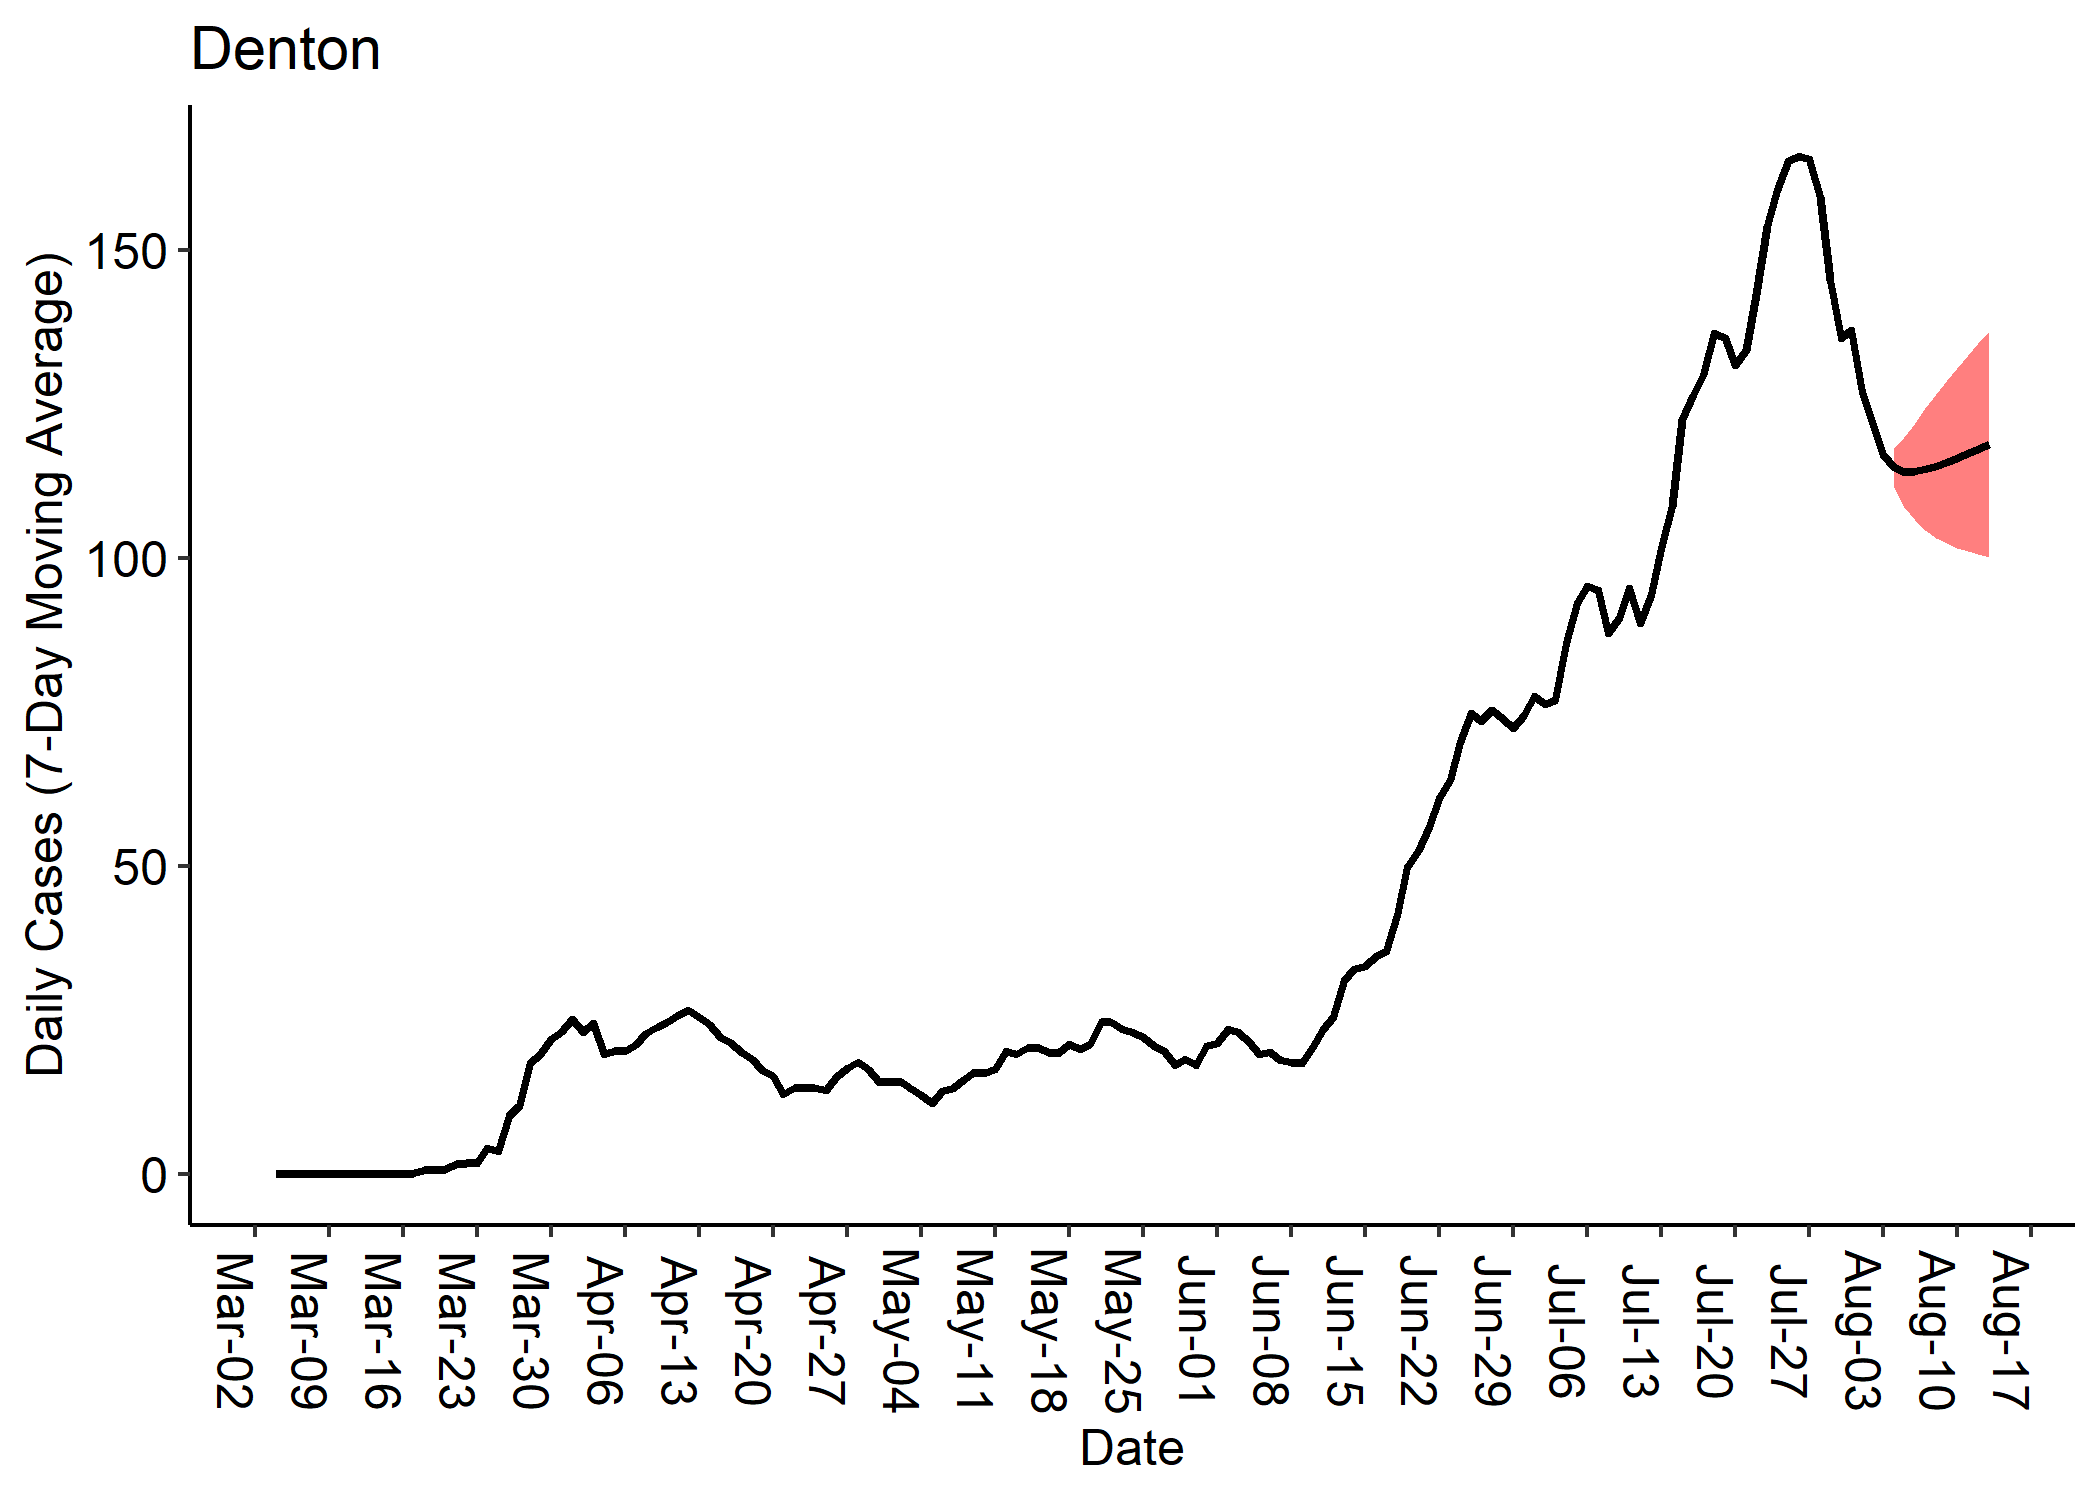 Denton
Daily Cases (7-Day Moving Average)
150
100
50
0
Mar-02
Mar-09
Mar-16
Mar-23
Mar-30
Apr-06
Apr-13
Apr-20
Apr-27
May-04
May-11
May-18
May-25
Jun-01
Jun-08
Jun-15
Jun-22
Jun-29
Jul-06
Jul-13
Jul-20
Jul-27
Aug-03
Aug-10
Aug-17
Date